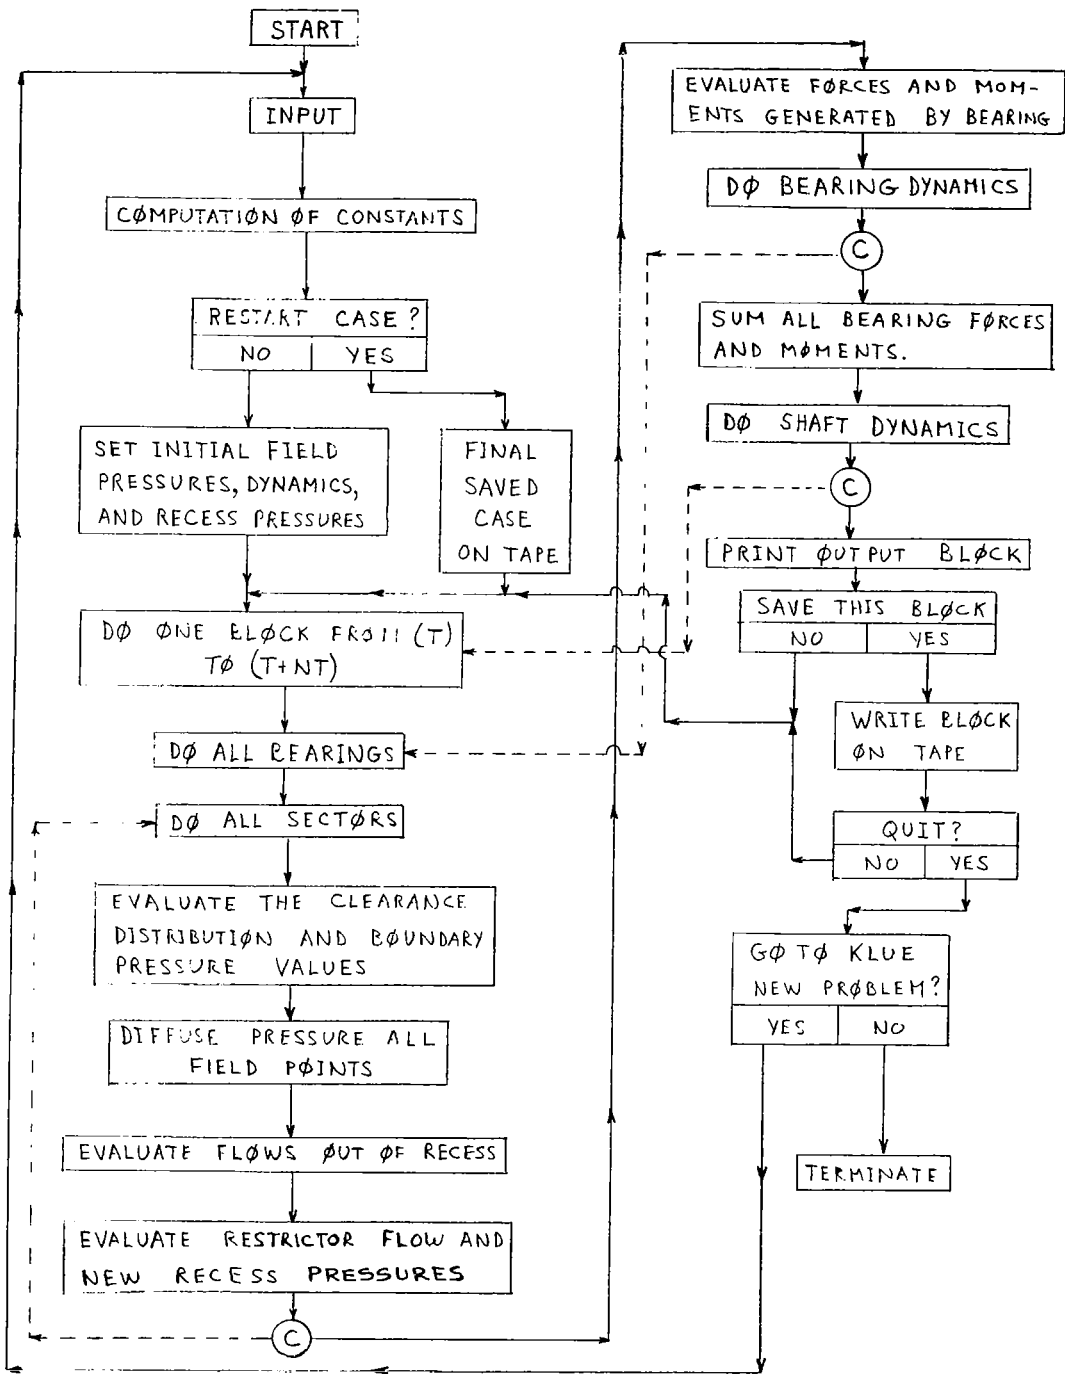 START
INPUT
CØMPUTATIØN ØF CONSTANTS
RESTART CASE?
NO YES
SET INITIAL FIELD
PRESSURES, DYNAMICS,
AND RECESS PRESSURES
FINAL
SAVED
CASE
ON TAPE
DØ ØNE BLØCK FROM (T)
TØ (T+NT)
DØ ALL BEARINGS
DØ ALL SECTØRS
EVALUATE THE CLEARANCE
DISTRIBUTIØN AND BØUNDARY
PRESSURE VALUES
DIFFUSE PRESSURE ALL
FIELD PØINTS
EVALUATE FLØWS ØUT ØF RECESS
EVALUATE RESTRICTOR FLØW AND
NEW RECESS PRESSURES
C
EVALUATE FØRCES AND MOM-
ENTS GENERATED BY BEARING
DØ BEARING DYNAMICS
C
SUM ALL BEARING FØRCES
AND MØMENTS.
DØ SHAFT DYNAMICS
C
PRINT ØUTPUT BLØCK
SAVE THIS BLØCK
NO YES
WRITE BLØCK
ØN TAPE
QUIT?
NO YES
GØ TØ KLUE
NEW PRØBLEM?
YES NO
TERMINATE